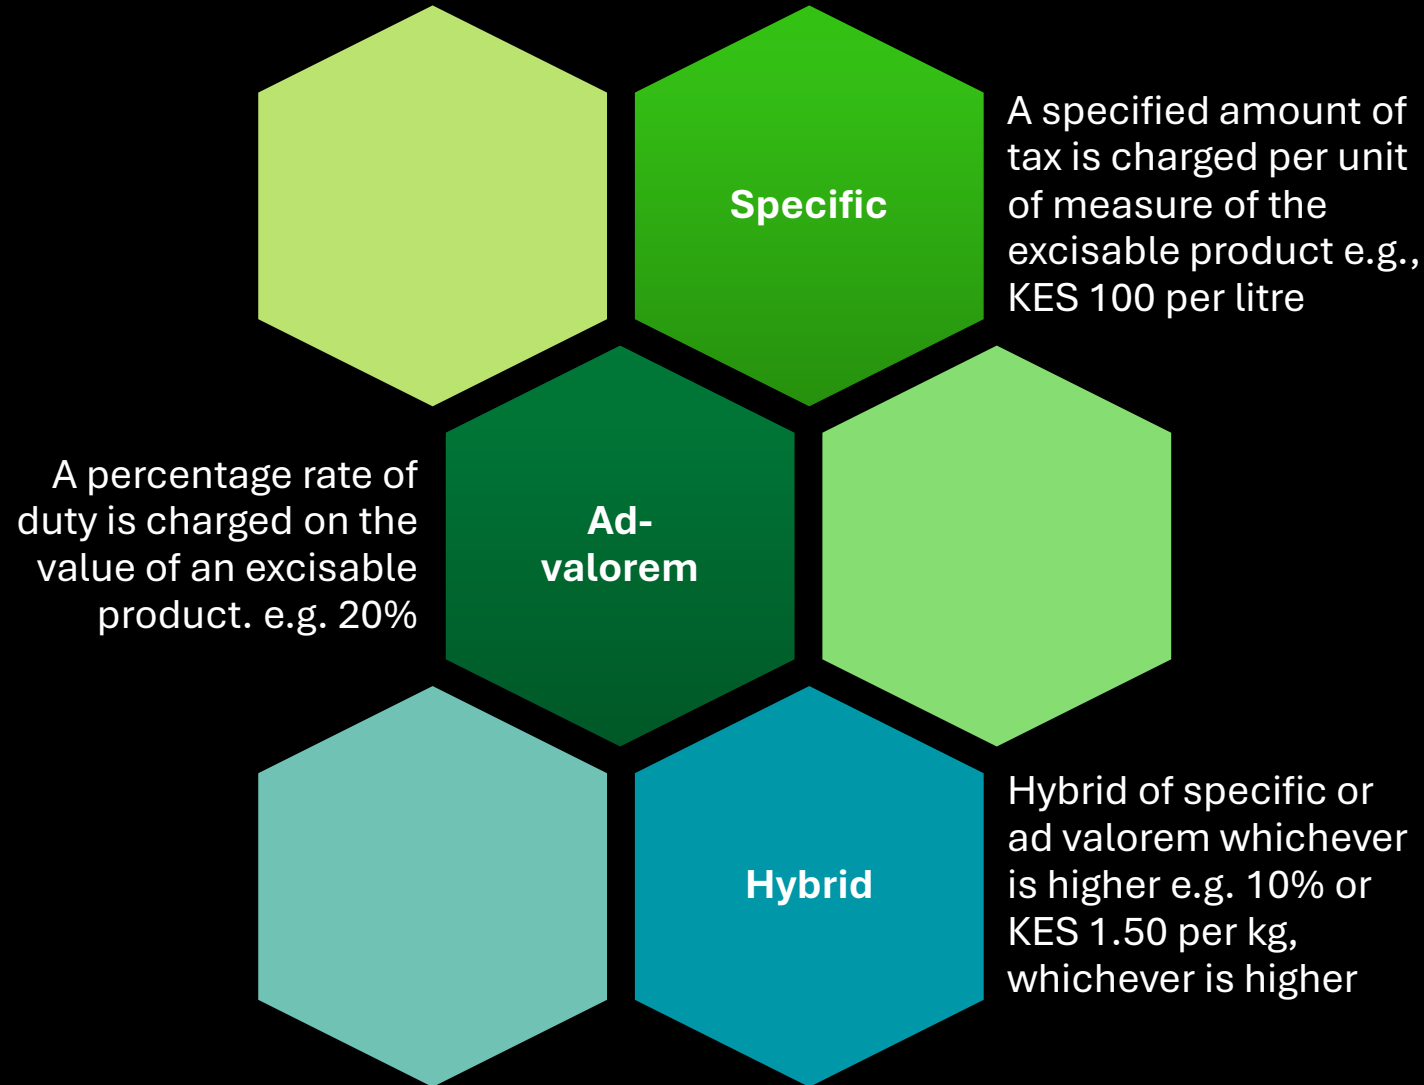 Specific
A specified amount of
tax is charged per unit
of measure of the
excisable product e.g.,
KES 100 per litre
A percentage rate of
duty is charged on the
value of an excisable
product. e.g. 20%
Ad-
valorem
Hybrid
Hybrid of specific or
ad valorem whichever
is higher e.g. 10% or
KES 1.50 per kg,
whichever is higher